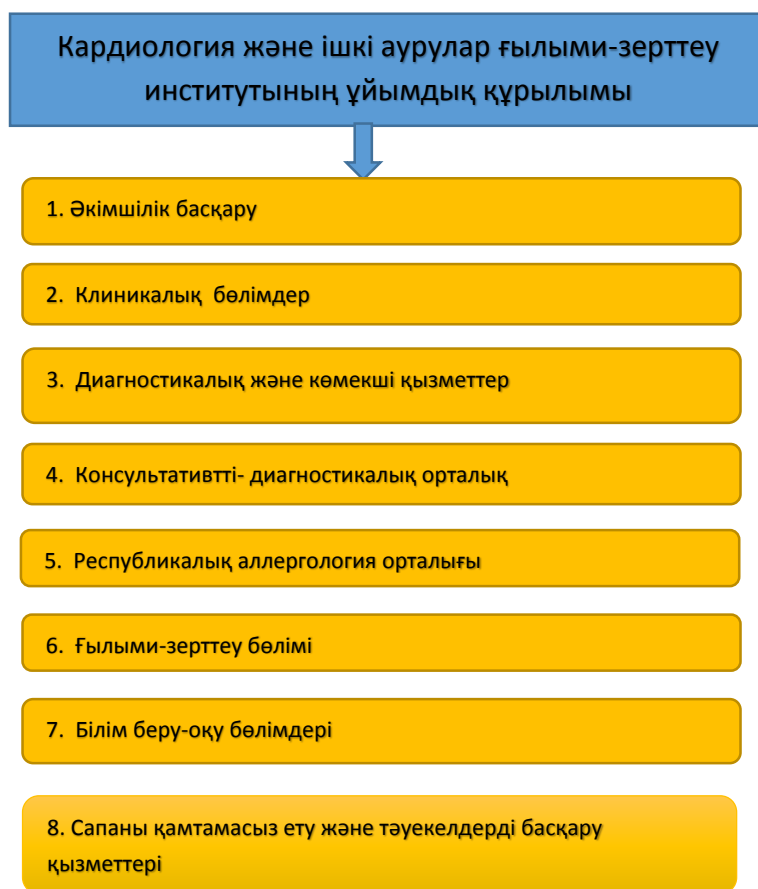 Кардиология және ішкі аурулар ғылыми-зерттеу
институтының ұйымдық құрылымы
1. Әкімшілік басқару
2. Клиникалық бөлімдер
3. Диагностикалық және көмекші қызметтер
4. Консультативтті- диагностикалық орталық
5. Республикалық аллергология орталығы
6. Ғылыми-зерттеу бөлімі
7. Білім беру-оқу бөлімдері
8. Сапаны қамтамасыз ету және тәуекелдерді басқару
қызметтері